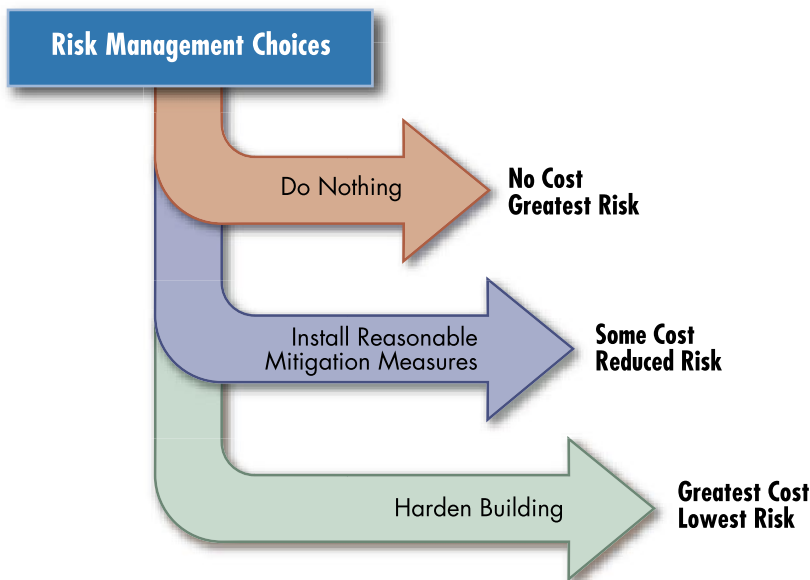 Risk Management Choices
Do Nothing
No Cost
Greatest Risk
Install Reasonable
Mitigation Measures
Some Cost
Reduced Risk
Harden Building
Greatest Cost
Lowest Risk